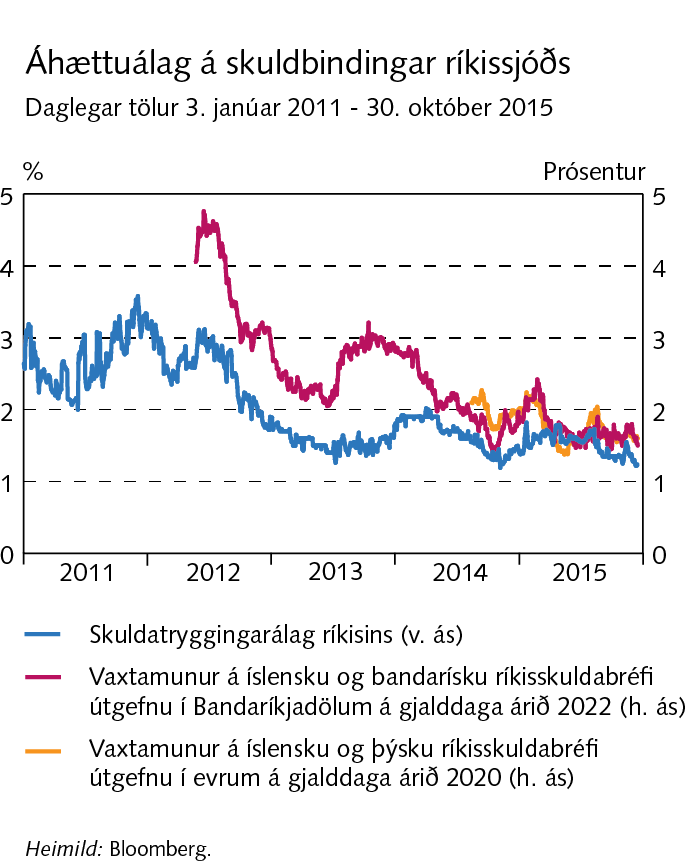 Áhættuálag á skuldbindingar ríkissjóðs
Daglegar tölur 3. janúar 2011 - 30. október 2015
% Prósentur
5 5
4 4
3 3
2 2
1 1
0 0
2011 2012 2013 2014 2015
Skuldatryggingarálag ríkisins (v. ás)
Vaxtamunur á íslensku og bandarísku ríkisskuldabréfi
útgefnu í Bandaríkjadölum á gjalddaga árið 2022 (h. ás)
Vaxtamunur á íslensku og þýsku ríkisskuldabréfi
útgefnu í evrum á gjalddaga árið 2020 (h. ás)
Heimild: Bloomberg.